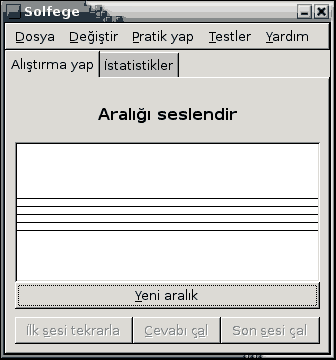 Solfege
Dosya Değiştir Pratik yap Testler Yardım
Alıştırma yap İstatistikler
Aralığı seslendir
Yeni aralık
İlk sesi tekrarla Cevabı çal Son sesi çal